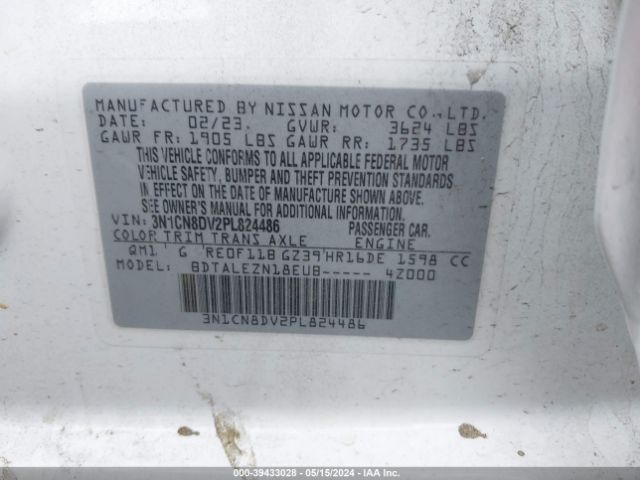 MANUFACTURED BY NISSAN MOTOR CO.,LTD.
DATE: 02/23. GVWR: 3624 LBS
GAWR FR: 1905 LBS GAWR RR: 1735 LBS
THIS VEHICLE CONFORMS TO ALL APPLICABLE FEDERAL MOTOR
VEHICLE SAFETY, BUMPER AND THEFT PREVENTION STANDARDS
IN EFFECT ON THE DATE OF MANUFACTURE SHOWN ABOVE.
SEE OWNER'S MANUAL FOR ADDITIONAL INFORMATION.
VIN: 3N1CN8DV2PL824486 PASSENGER CAR.
COLOR TRIM TRANS AXLE ENGINE
QM1 G RE0F11B GZ39 HR16DE 1598 CC
MODEL: BDTALEZN18EUB----- 4Z000
3N1CN8DV2PL824486
000-39433028 - 05/15/2024 - IAA Inc.